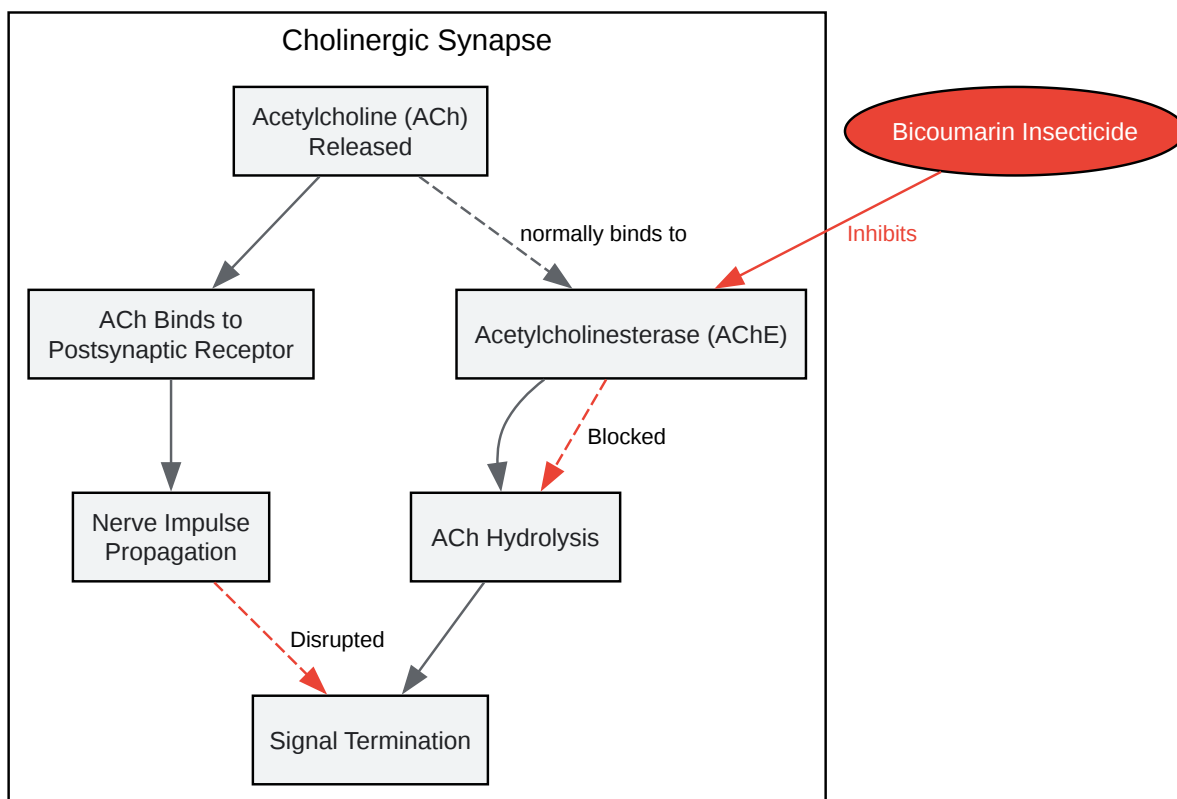 Cholinergic Synapse
Acetylcholine (ACh)
Released
Bicoumarin Insecticide
normally binds to
Inhibits
ACh Binds to
Postsynaptic Receptor
Acetylcholinesterase (AChE)
Blocked
Nerve Impulse
Propagation
ACh Hydrolysis
Disrupted
Signal Termination